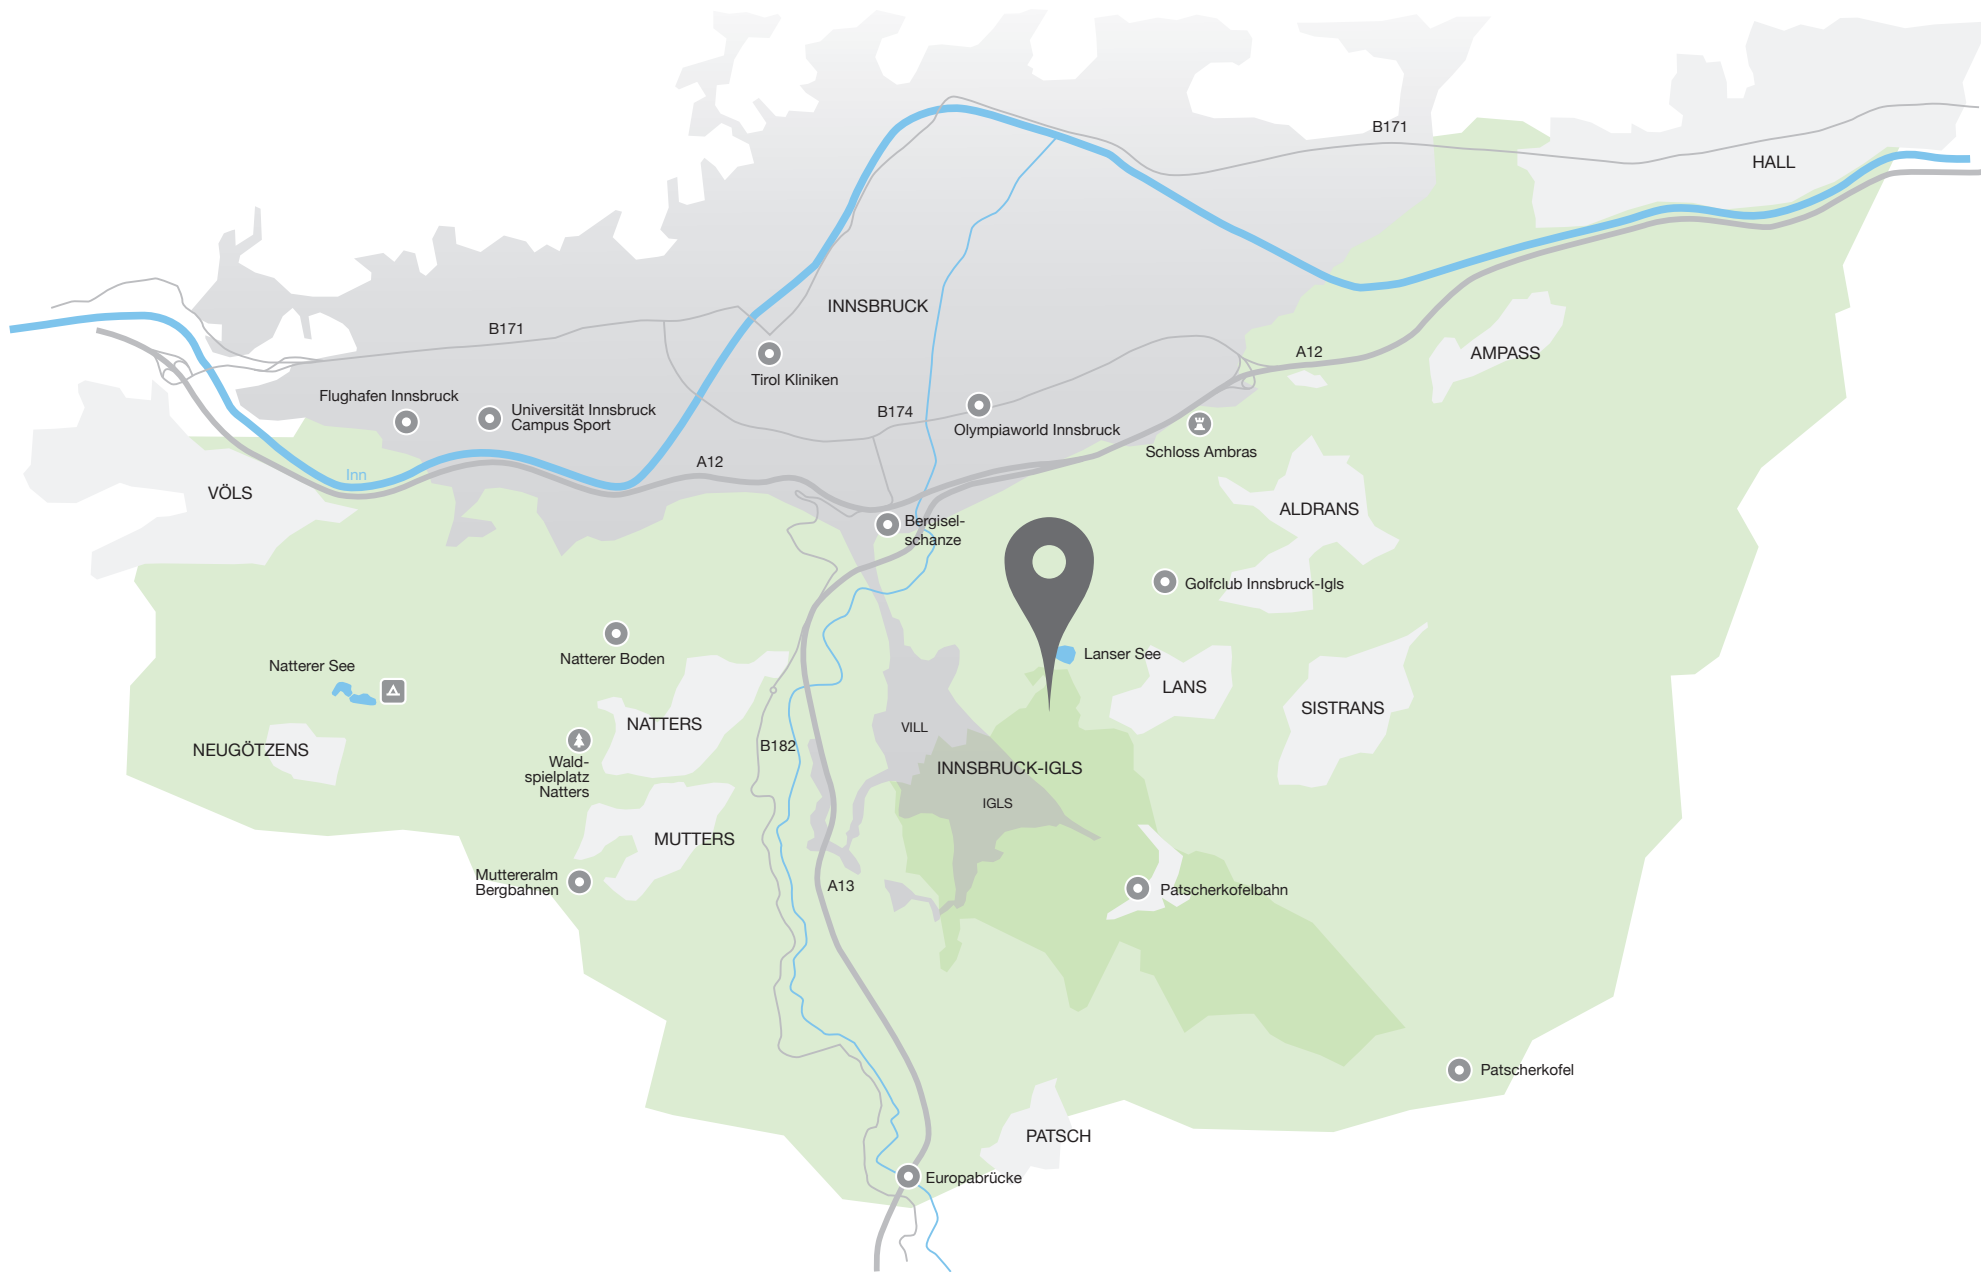 B171
HALL
INNSBRUCK
B171
A12
AMPASS
Tirol Kliniken
Flughafen Innsbruck
Universität Innsbruck
Campus Sport
B174
Olympiaworld Innsbruck
Schloss Ambras
A12
Inn
VÖLS
ALDRANS
Bergisel-
schanze
Golfclub Innsbruck-Igls
Natterer Boden
Lanser See
Natterer See
LANS
SISTRANS
NATTERS
VILL
B182
NEUGÖTZENS
Wald-
spielplatz
Natters
INNSBRUCK-IGLS
IGLS
MUTTERS
Muttereralm
Bergbahnen
A13
Patscherkofelbahn
Patscherkofel
PATSCH
Europabrücke